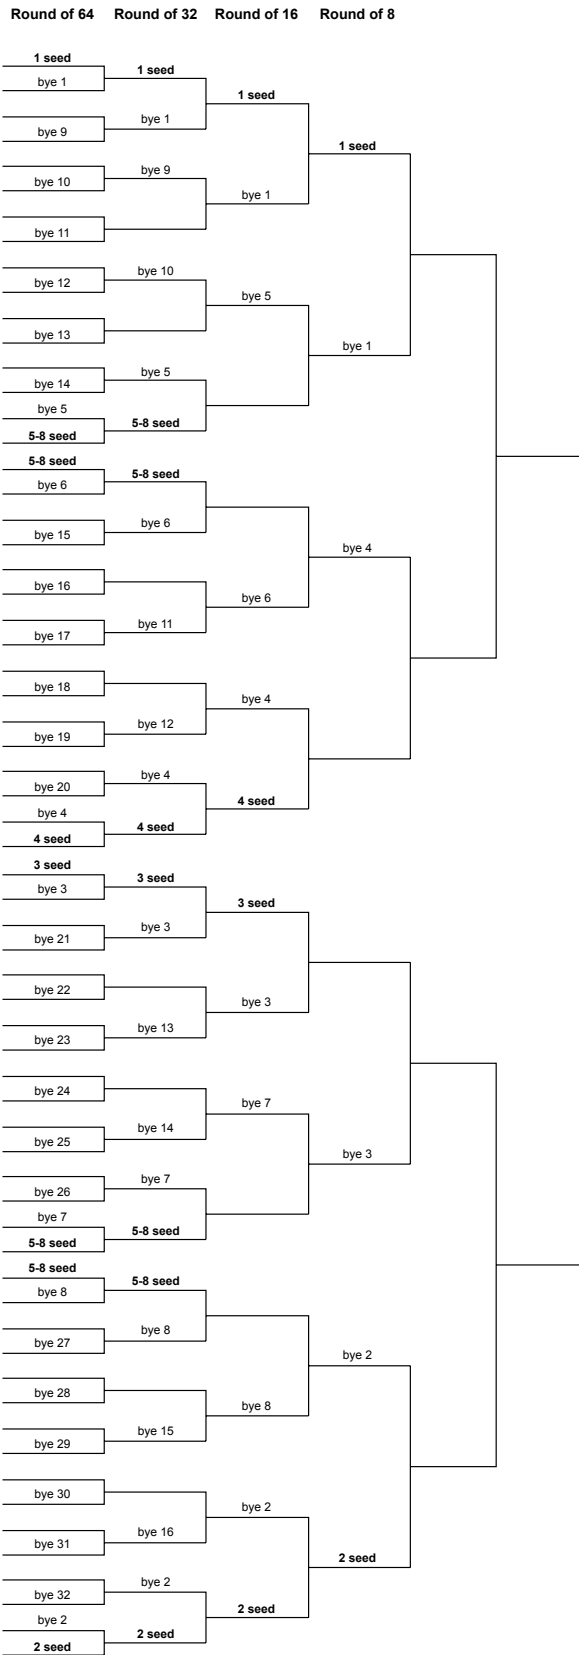 Round of 64 Round of 32 Round of 16 Round of 8
1 seed
1 seed
bye 1
1 seed
bye 1
bye 9
1 seed
bye 9
bye 10
bye 1
bye 11
bye 10
bye 12
bye 5
bye 13
bye 1
bye 5
bye 14
bye 5
5-8 seed
5-8 seed
5-8 seed
5-8 seed
bye 6
bye 6
bye 15
bye 4
bye 16
bye 6
bye 11
bye 17
bye 18
bye 4
bye 12
bye 19
bye 4
bye 20
4 seed
bye 4
4 seed
4 seed
3 seed
3 seed
bye 3
3 seed
bye 3
bye 21
bye 22
bye 3
bye 13
bye 23
bye 24
bye 7
bye 14
bye 25
bye 3
bye 7
bye 26
bye 7
5-8 seed
5-8 seed
5-8 seed
5-8 seed
bye 8
bye 8
bye 27
bye 2
bye 28
bye 8
bye 15
bye 29
bye 30
bye 2
bye 16
bye 31
2 seed
bye 2
bye 32
2 seed
bye 2
2 seed
2 seed